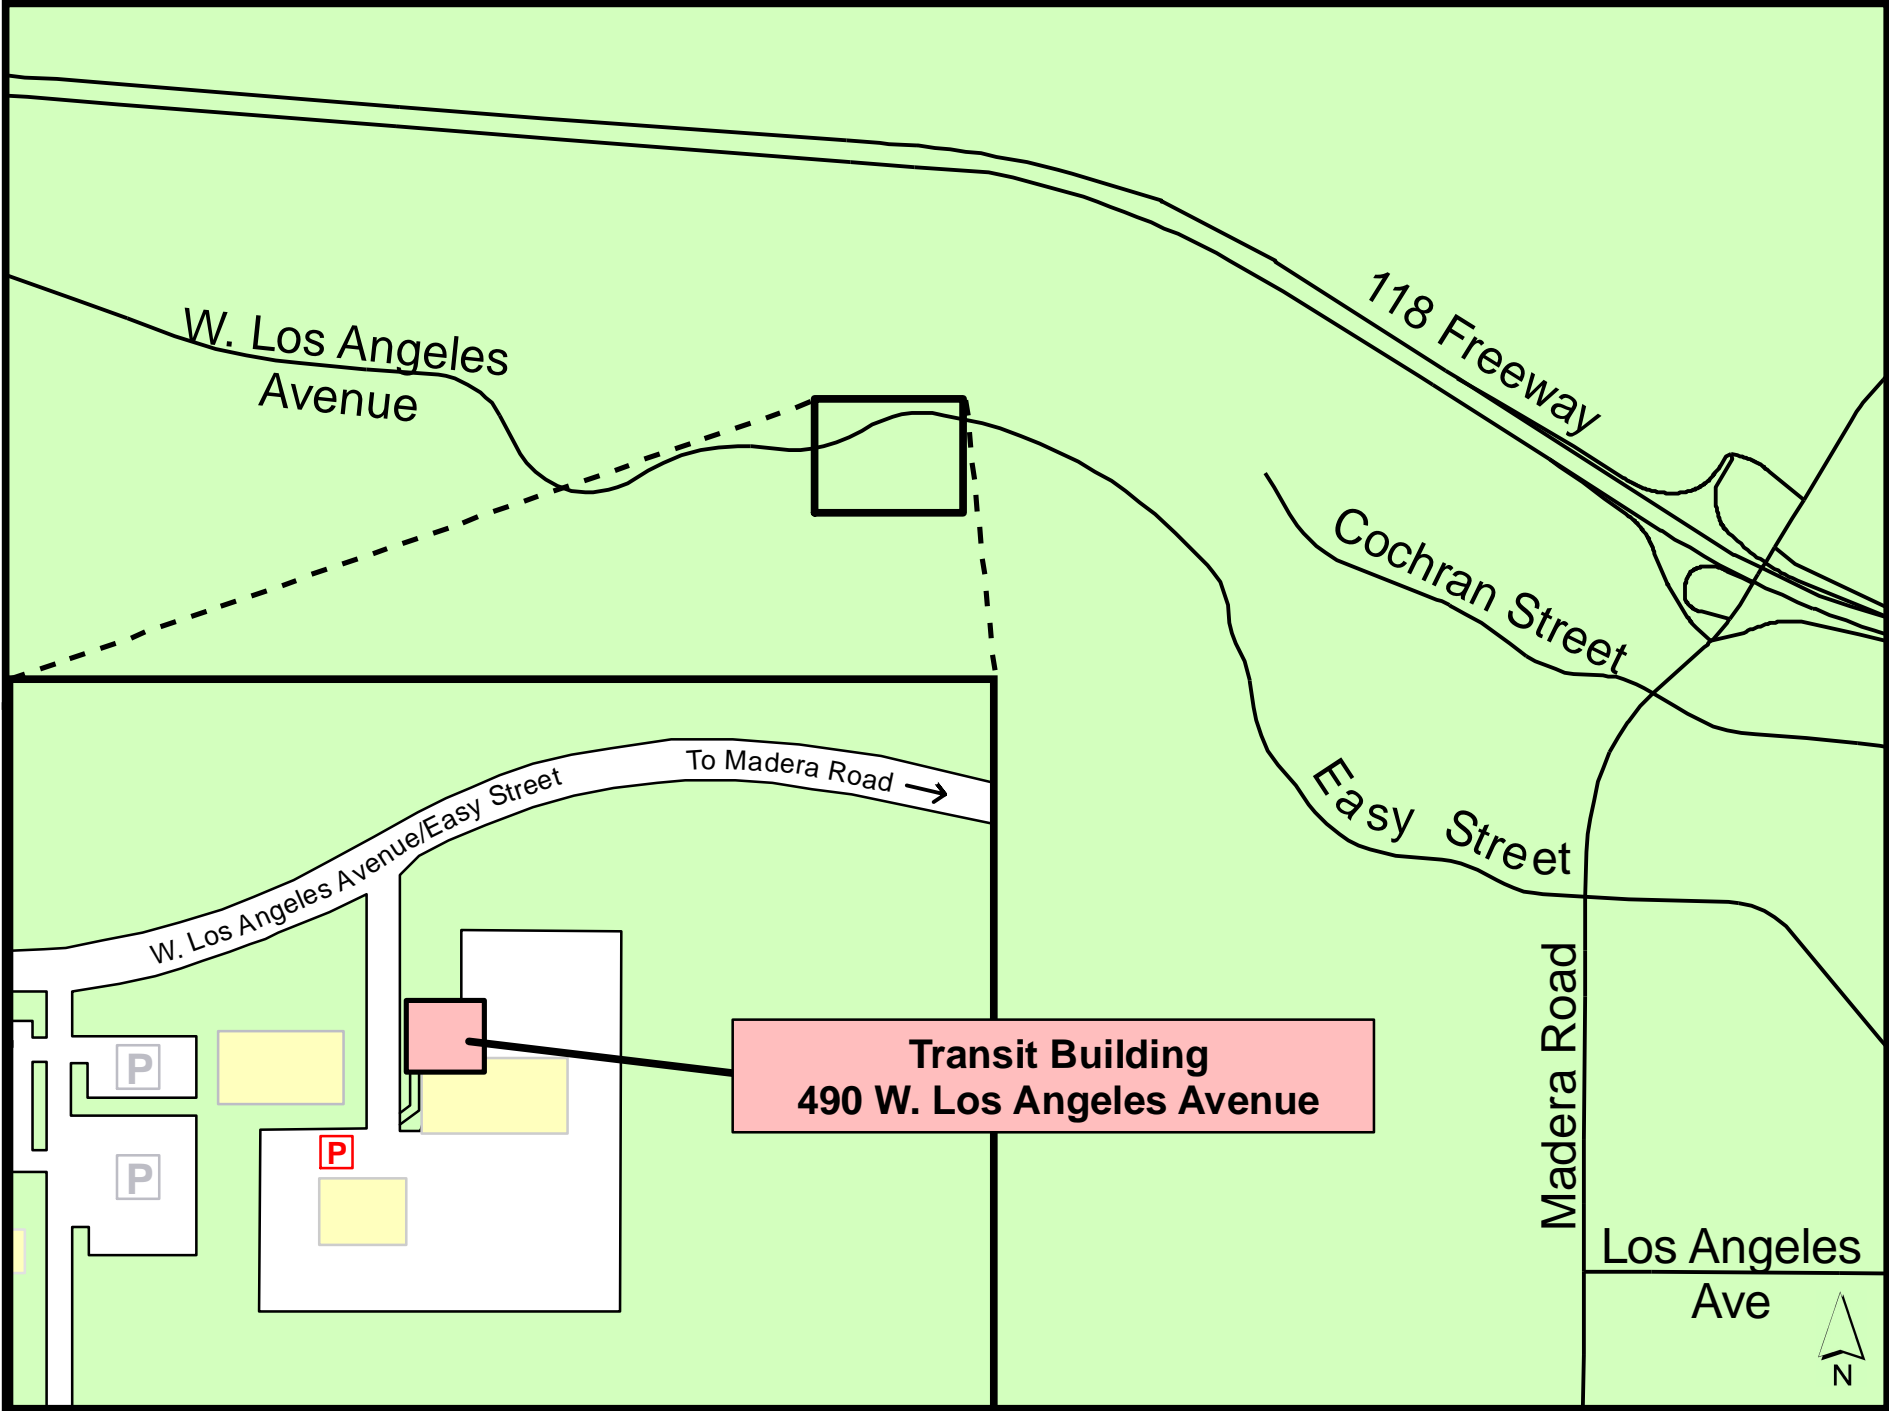 118 Freeway
W. Los Angeles
Avenue
Cochran Street
Easy Street
To Madera Road
W. Los Angeles Avenue/Easy Street
Madera Road
P
P
P
Transit Building
490 W. Los Angeles Avenue
Los Angeles
Ave
N